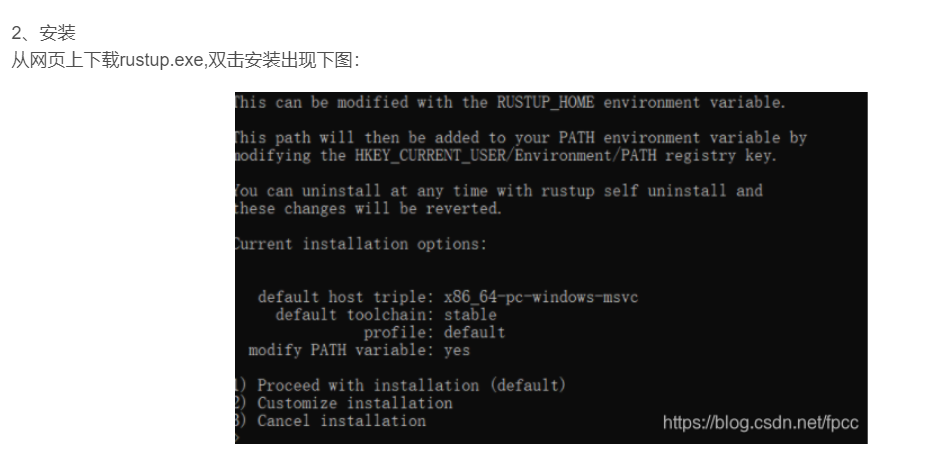 2、安装
从网页上下载rustup.exe,双击安装出现下图：
This can be modified with the RUSTUP_HOME environment variable.
This path will then be added to your PATH environment variable by
modifying the HKEY_CURRENT_USER/Environment/PATH registry key.
You can uninstall at any time with rustup self uninstall and
these changes will be reverted.
Current installation options:
default host triple: x86_64-pc-windows-msvc
default toolchain: stable
profile: default
modify PATH variable: yes
1) Proceed with installation (default)
2) Customize installation
3) Cancel installation
>
https://blog.csdn.net/fpcc